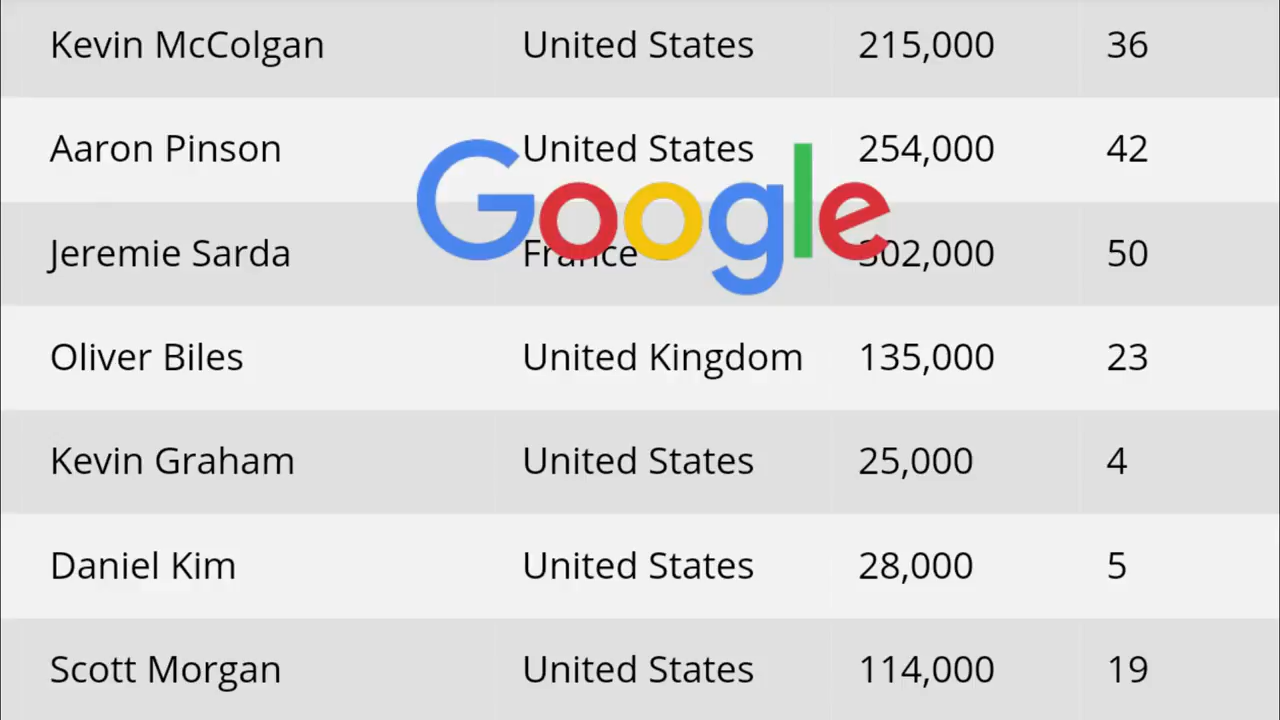 Kevin McColgan United States 215,000 36
Aaron Pinson United States 254,000 42
Google
Jeremie Sarda France 302,000 50
Oliver Biles United Kingdom 135,000 23
Kevin Graham United States 25,000 4
Daniel Kim United States 28,000 5
Scott Morgan United States 114,000 19